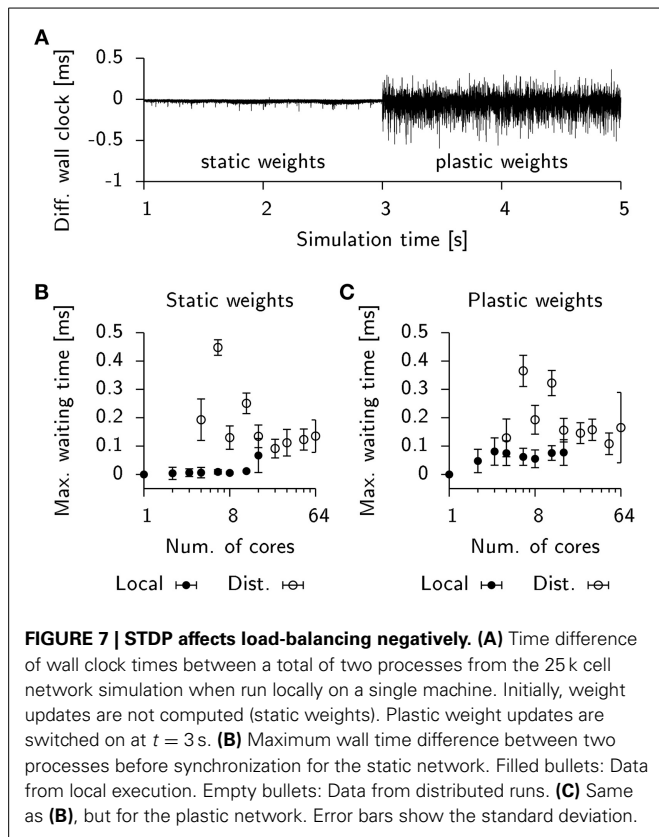 A
Diff. wall clock [ms]
0.5
0
-0.5
-1
static weights
plastic weights
1 2 3 4 5
Simulation time [s]
B
Static weights
Max. waiting time [ms]
0.5
0.4
0.3
0.2
0.1
0
1 8 64
Num. of cores
Local Dist.
C
Plastic weights
Max. waiting time [ms]
0.5
0.4
0.3
0.2
0.1
0
1 8 64
Num. of cores
Local Dist.
FIGURE 7 | STDP affects load-balancing negatively. (A) Time difference
of wall clock times between a total of two processes from the 25 k cell
network simulation when run locally on a single machine. Initially, weight
updates are not computed (static weights). Plastic weight updates are
switched on at t = 3 s. (B) Maximum wall time difference between two
processes before synchronization for the static network. Filled bullets: Data
from local execution. Empty bullets: Data from distributed runs. (C) Same
as (B), but for the plastic network. Error bars show the standard deviation.